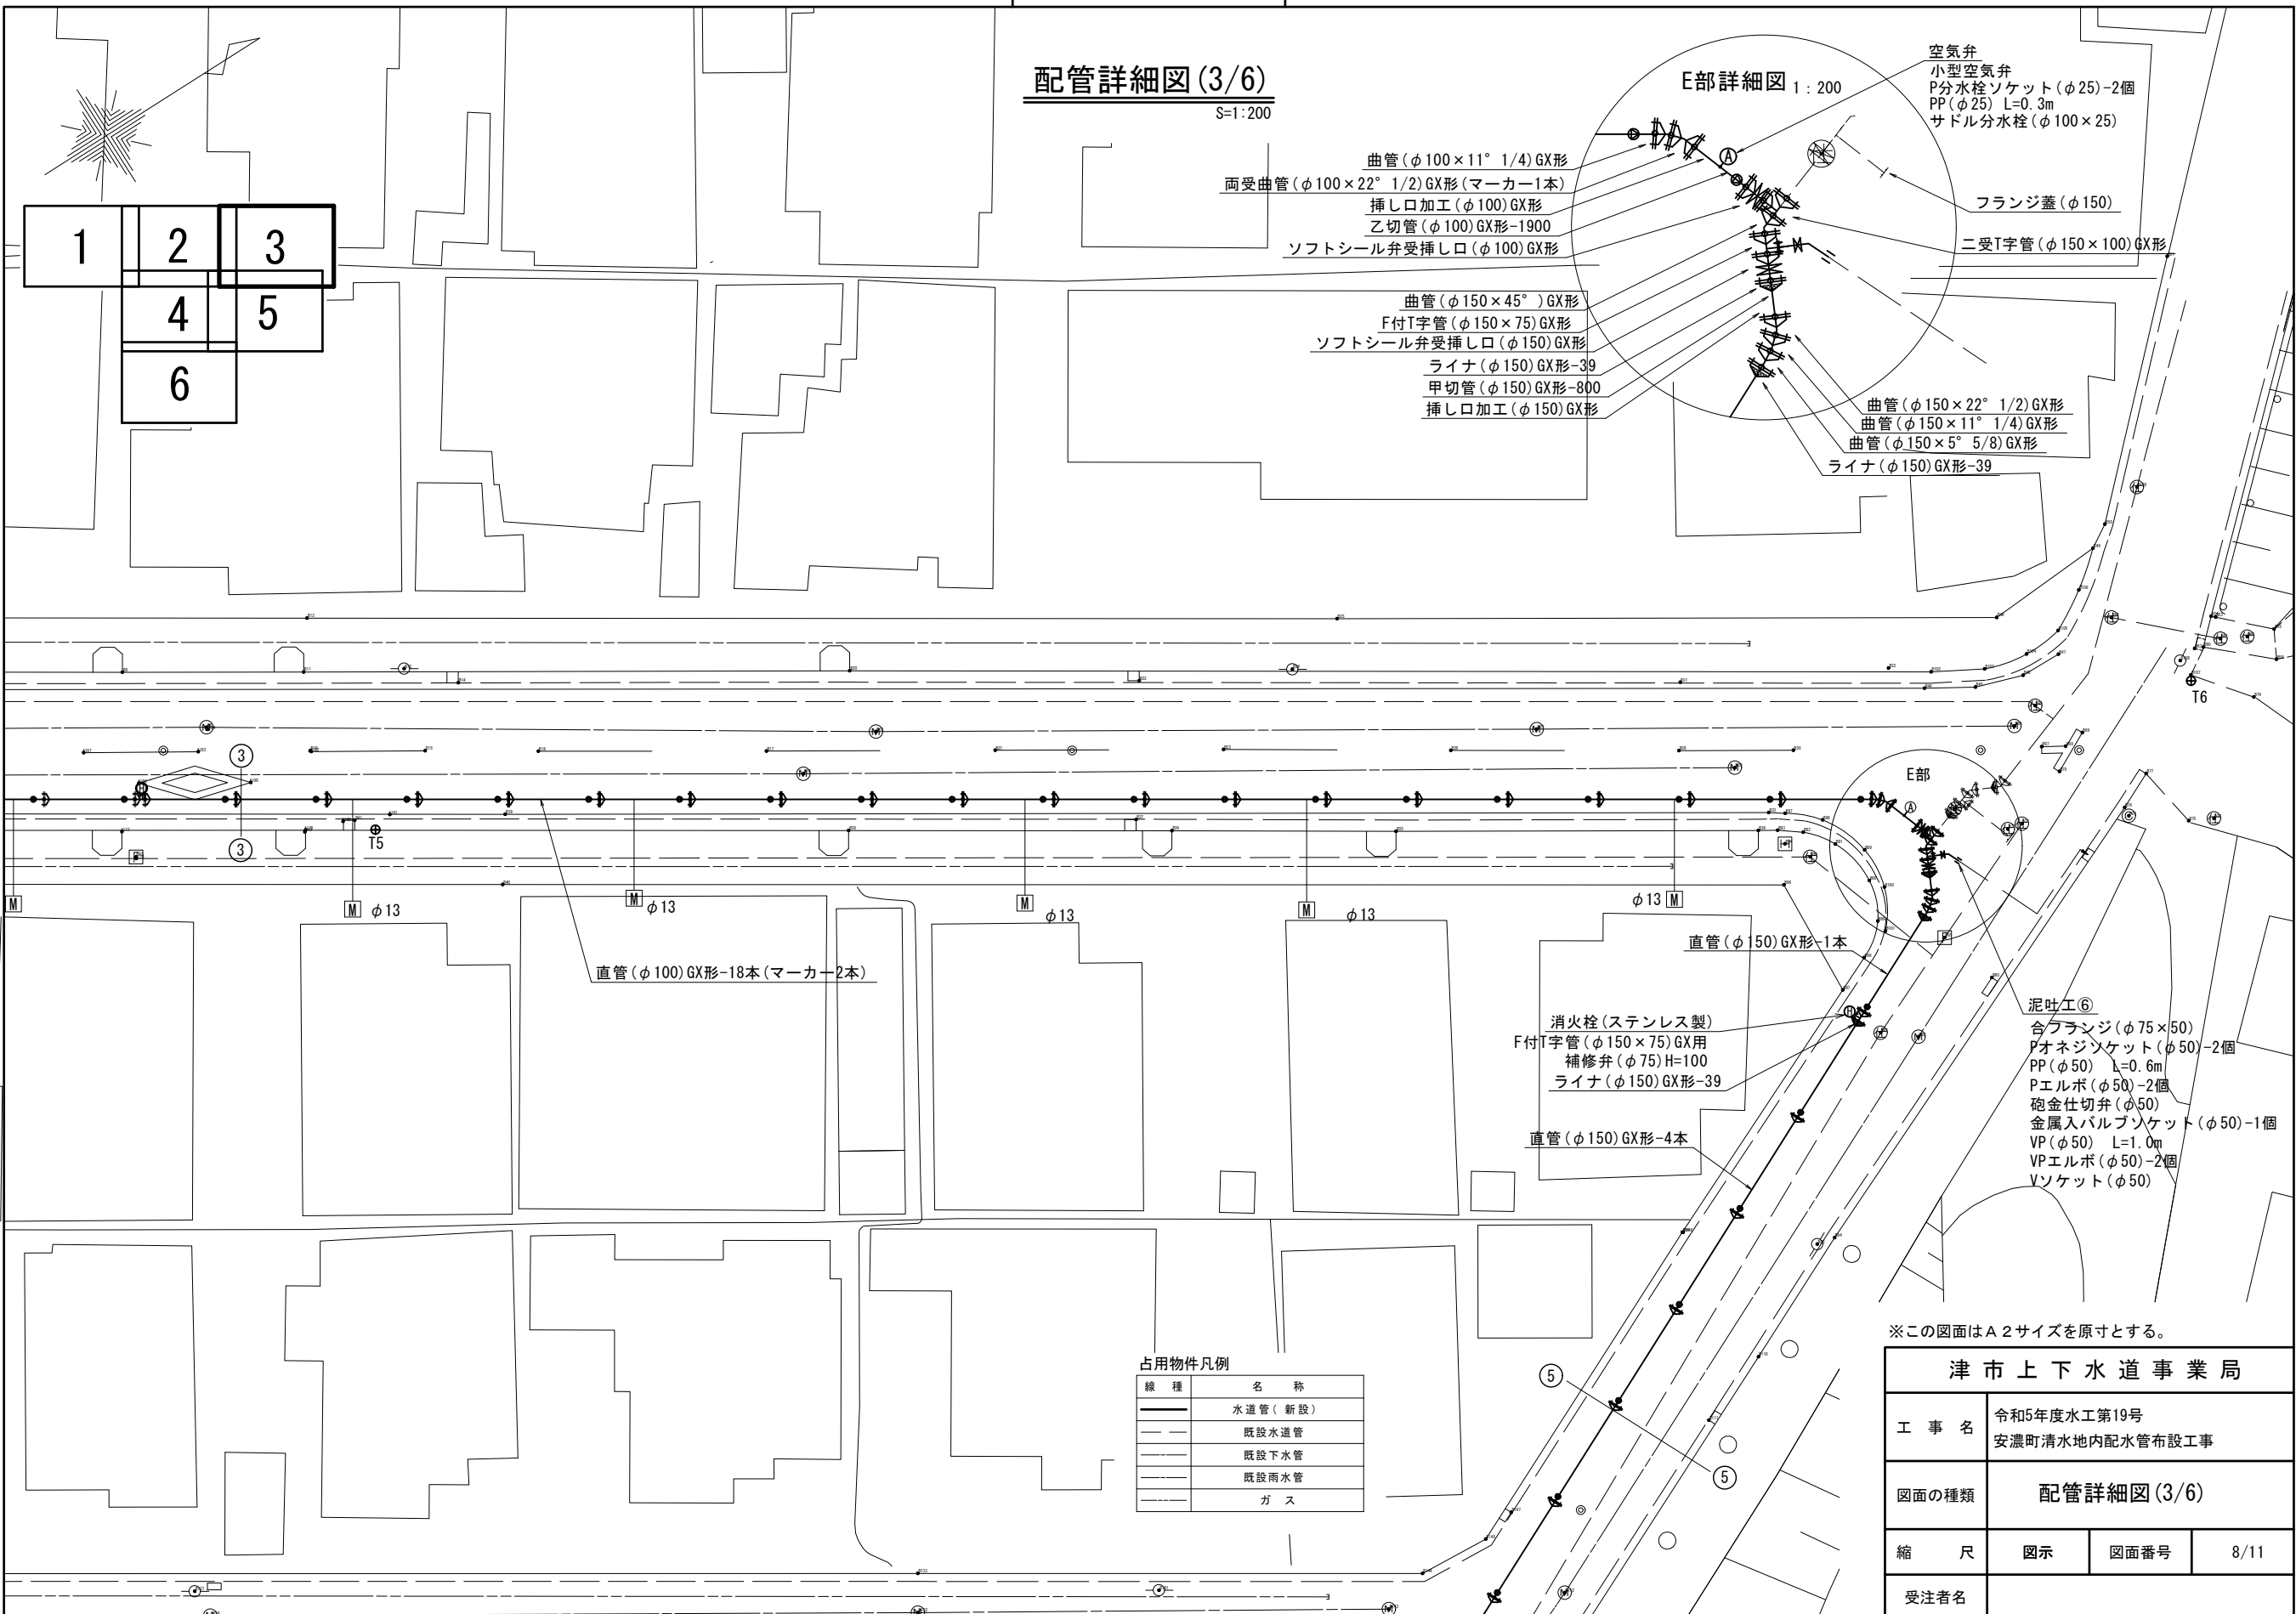 配管詳細図(3/6)
S=1:200
1
2
3
4
5
6
E部詳細図 1：200
空気弁
小型空気弁
P分水栓ソケット(φ25)-2個
PP(φ25) L=0.3m
サドル分水栓(φ100×25)
曲管(φ100×11° 1/4)GX形
両受曲管(φ100×22° 1/2)GX形(マーカー1本)
挿し口加工(φ100)GX形
乙切管(φ100)GX形-1900
ソフトシール弁受挿し口(φ100)GX形
A
フランジ蓋(φ150)
二受T字管(φ150×100)GX形
曲管(φ150×45°)GX形
F付T字管(φ150×75)GX形
ソフトシール弁受挿し口(φ150)GX形
ライナ(φ150)GX形-39
甲切管(φ150)GX形-800
挿し口加工(φ150)GX形
曲管(φ150×22° 1/2)GX形
曲管(φ150×11° 1/4)GX形
曲管(φ150×5° 5/8)GX形
ライナ(φ150)GX形-39
T6
3
3
T5
E部
A
H
M
M φ13
M φ13
M φ13
M φ13
φ13 M
直管(φ100)GX形-18本(マーカー2本)
直管(φ150)GX形-1本
消火栓(ステンレス製)
F付T字管(φ150×75)GX用
補修弁(φ75)H=100
ライナ(φ150)GX形-39
直管(φ150)GX形-4本
泥吐工⑥
合フランジ(φ75×50)
Pオネジソケット(φ50)-2個
PP(φ50) L=0.6m
Pエルボ(φ50)-2個
砲金仕切弁(φ50)
金属入バルブソケット(φ50)-1個
VP(φ50) L=1.0m
VPエルボ(φ50)-2個
Vソケット(φ50)
5
5
占用物件凡例
線 種 名 称
水道管(新設)
既設水道管
既設下水管
既設雨水管
ガ ス
※この図面はA2サイズを原寸とする。
津市上下水道事業局
工 事 名
令和5年度水工第19号
安濃町清水地内配水管布設工事
図面の種類 配管詳細図(3/6)
縮 尺 図示 図面番号 8/11
受注者名